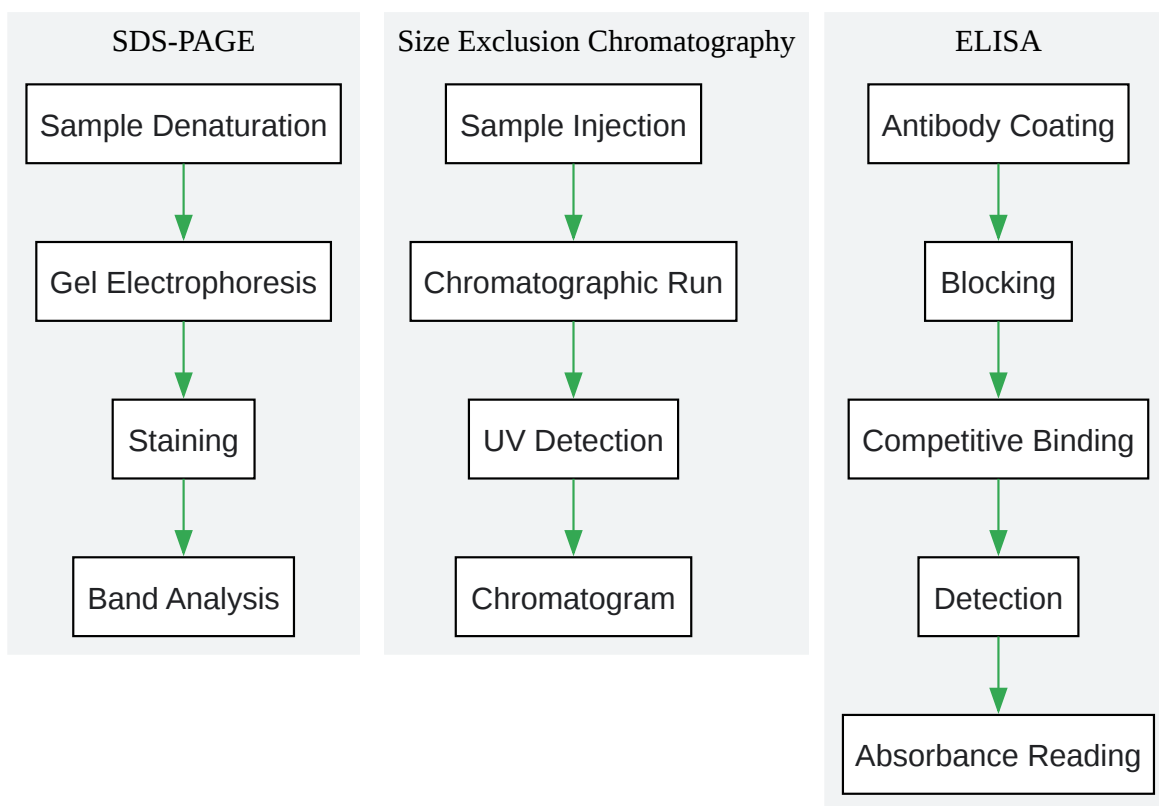 SDS-PAGE
Sample Denaturation
Gel Electrophoresis
Staining
Band Analysis
Size Exclusion Chromatography
Sample Injection
Chromatographic Run
UV Detection
Chromatogram
ELISA
Antibody Coating
Blocking
Competitive Binding
Detection
Absorbance Reading